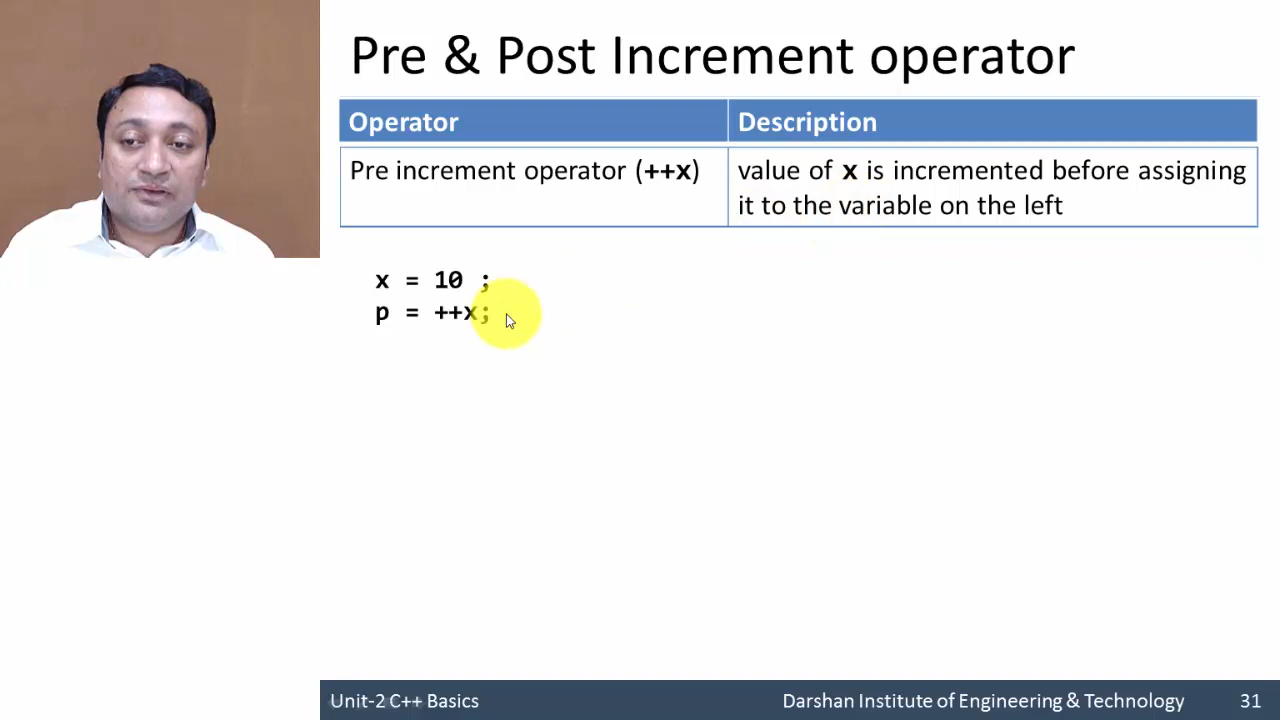 Pre & Post Increment operator
Operator
Description
Pre increment operator (++x)
value of x is incremented before assigning
it to the variable on the left
x = 10 ;
p = ++x;
Unit-2 C++ Basics
Darshan Institute of Engineering & Technology
31